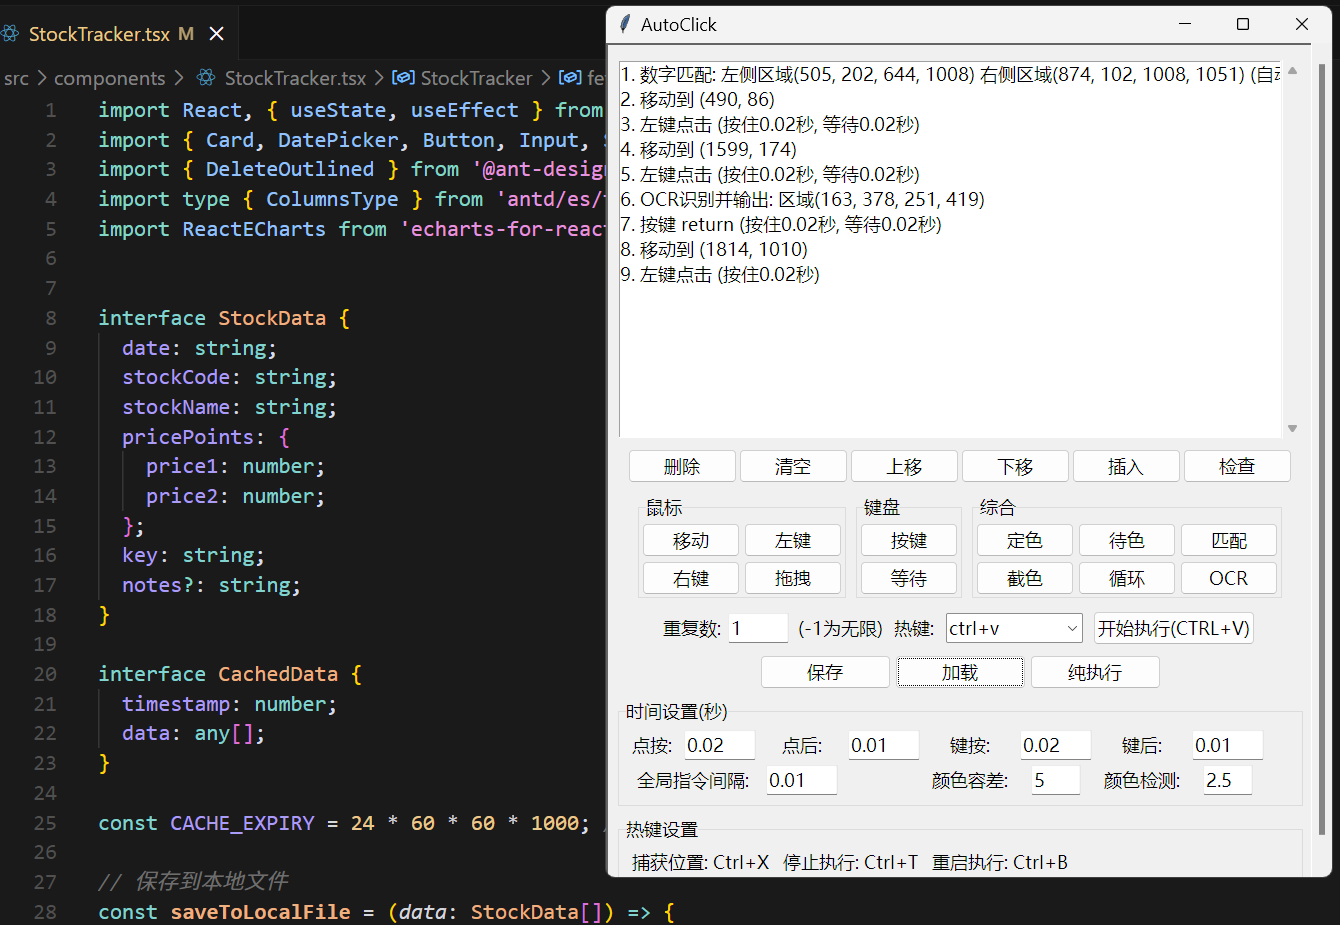 StockTracker.tsx M
src > components > StockTracker.tsx > StockTracker > fe
1 import React, { useState, useEffect } from
2 import { Card, DatePicker, Button, Input,
3 import { DeleteOutlined } from '@ant-desig
4 import type { ColumnsType } from 'antd/es/
5 import ReactECharts from 'echarts-for-reac
6
7
8 interface StockData {
9 date: string;
10 stockCode: string;
11 stockName: string;
12 pricePoints: {
13 price1: number;
14 price2: number;
15 };
16 key: string;
17 notes?: string;
18 }
19
20 interface CachedData {
21 timestamp: number;
22 data: any[];
23 }
24
25 const CACHE_EXPIRY = 24 * 60 * 60 * 1000;
26
27 // 保存到本地文件
28 const saveToLocalFile = (data: StockData[]) => {
AutoClick
1. 数字匹配: 左侧区域(505, 202, 644, 1008) 右侧区域(874, 102, 1008, 1051) (自动
2. 移动到 (490, 86)
3. 左键点击 (按住0.02秒, 等待0.02秒)
4. 移动到 (1599, 174)
5. 左键点击 (按住0.02秒, 等待0.02秒)
6. OCR识别并输出: 区域(163, 378, 251, 419)
7. 按键 return (按住0.02秒, 等待0.02秒)
8. 移动到 (1814, 1010)
9. 左键点击 (按住0.02秒)
删除 清空 上移 下移 插入 检查
鼠标 键盘 综合
移动 左键 按键 定色 待色 匹配
右键 拖拽 等待 截色 循环 OCR
重复数: 1 (-1为无限) 热键: ctrl+v 开始执行(CTRL+V)
保存 加载 纯执行
时间设置(秒)
点按: 0.02 点后: 0.01 键按: 0.02 键后: 0.01
全局指令间隔: 0.01 颜色容差: 5 颜色检测: 2.5
热键设置
捕获位置: Ctrl+X 停止执行: Ctrl+T 重启执行: Ctrl+B